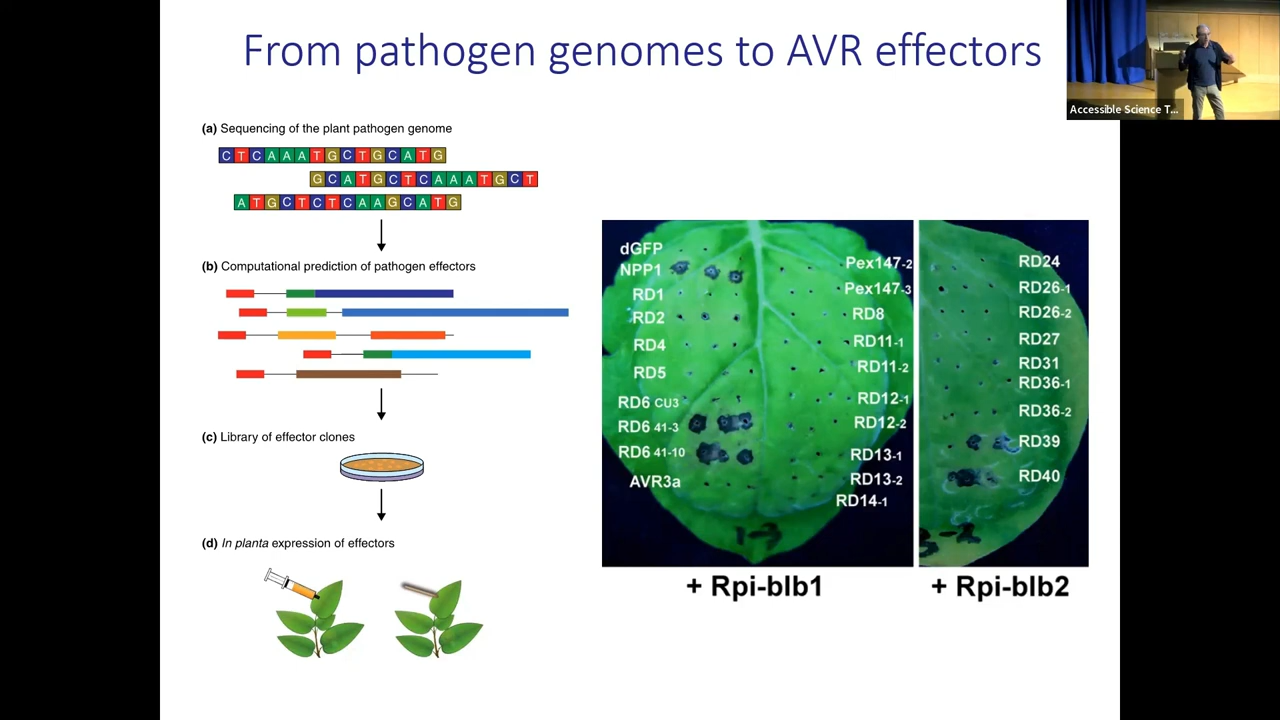 From pathogen genomes to AVR effectors
Accessible Science T...
(a) Sequencing of the plant pathogen genome
CTCAAATGCTGCATG
GCATGCTCAAATGCT
ATGCTCTCAAGCATG
(b) Computational prediction of pathogen effectors
(c) Library of effector clones
(d) In planta expression of effectors
dGFP
NPP1
RD1
RD2
RD4
RD5
RD6 CU3
RD6 41-3
RD6 41-10
AVR3a
Pex147-2
Pex147-3
RD8
RD11-1
RD11-2
RD12-1
RD12-2
RD13-1
RD13-2
RD14-1
+ Rpi-blb1
RD24
RD26-1
RD26-2
RD27
RD31
RD36-1
RD36-2
RD39
RD40
+ Rpi-blb2